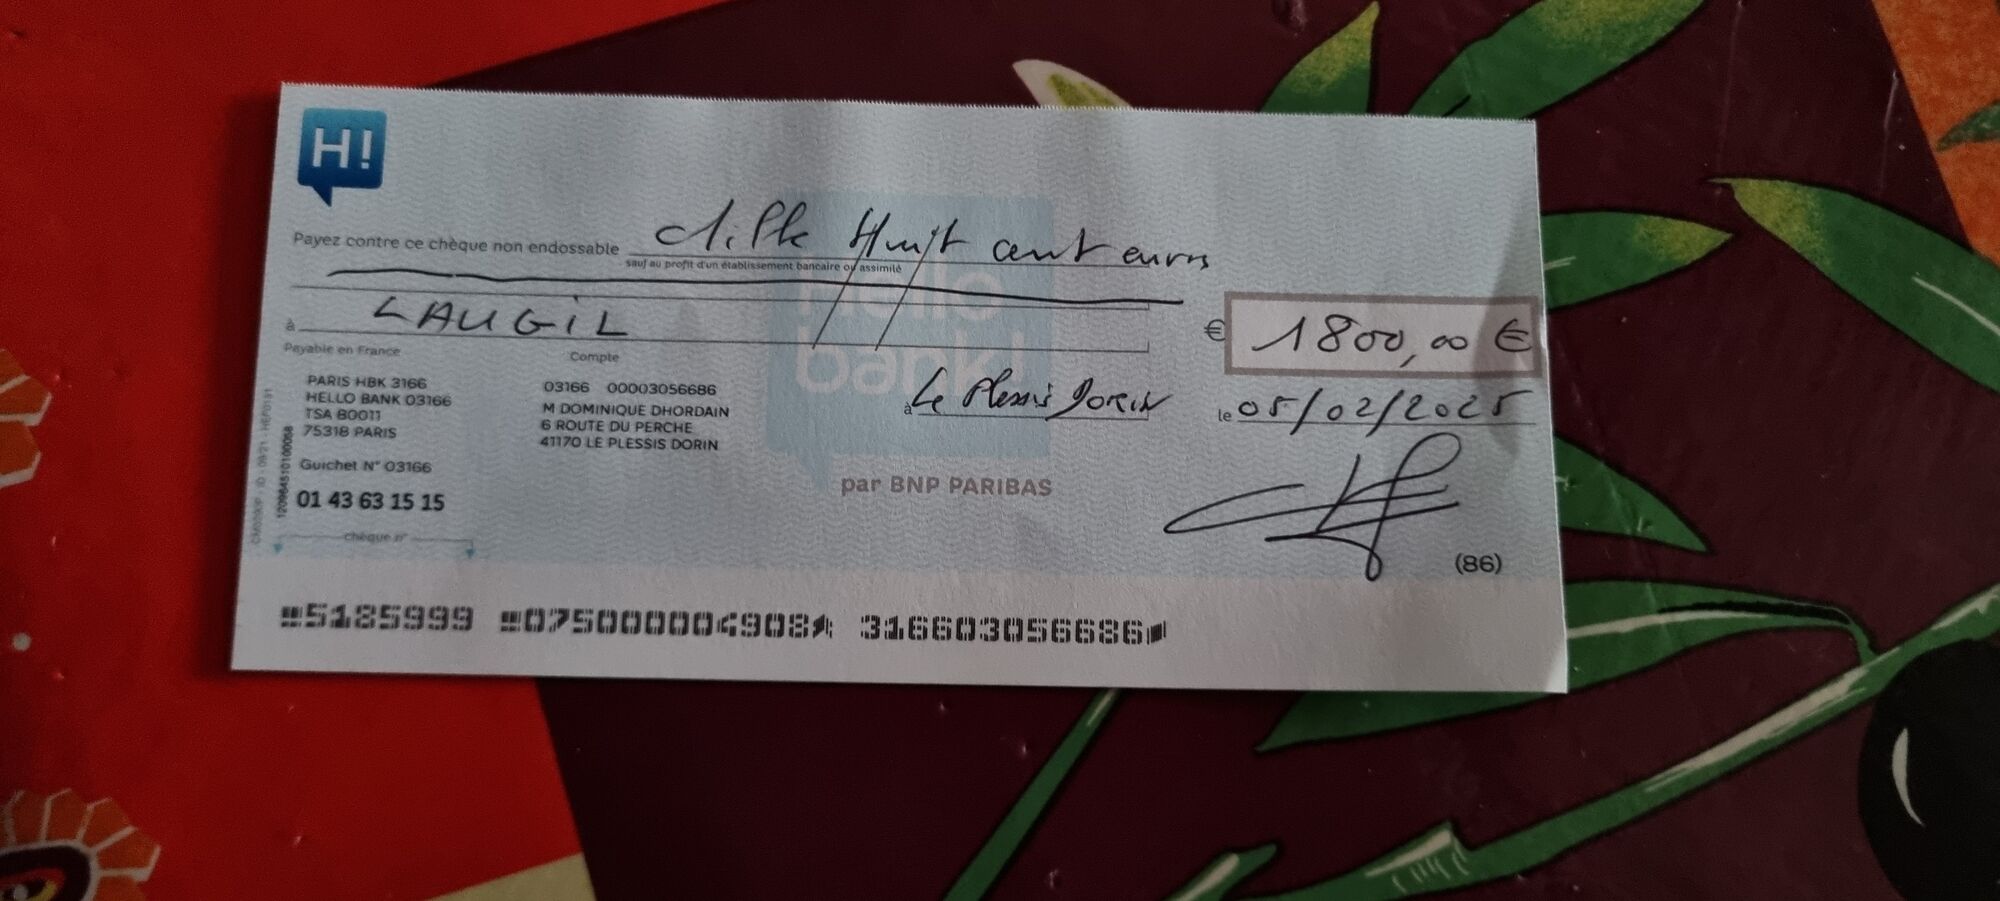 H!
Payez contre ce chèque non endossable Mille Huit cent euros
sauf au profit d'un établissement bancaire ou assimilé
à LAUGIL
€ 1800,00 €
Payable en France
PARIS HBK 3166
HELLO BANK 03166
TSA 80011
75318 PARIS
Guichet N° 03166
01 43 63 15 15
chèque n°
Compte
03166 00003056686
M DOMINIQUE DHORDAIN
6 ROUTE DU PERCHE
41170 LE PLESSIS DORIN
Hello
bank!
par BNP PARIBAS
à Le Plessis Dorin
le 05/02/2025
(86)
5185999 075000004908 316603056686